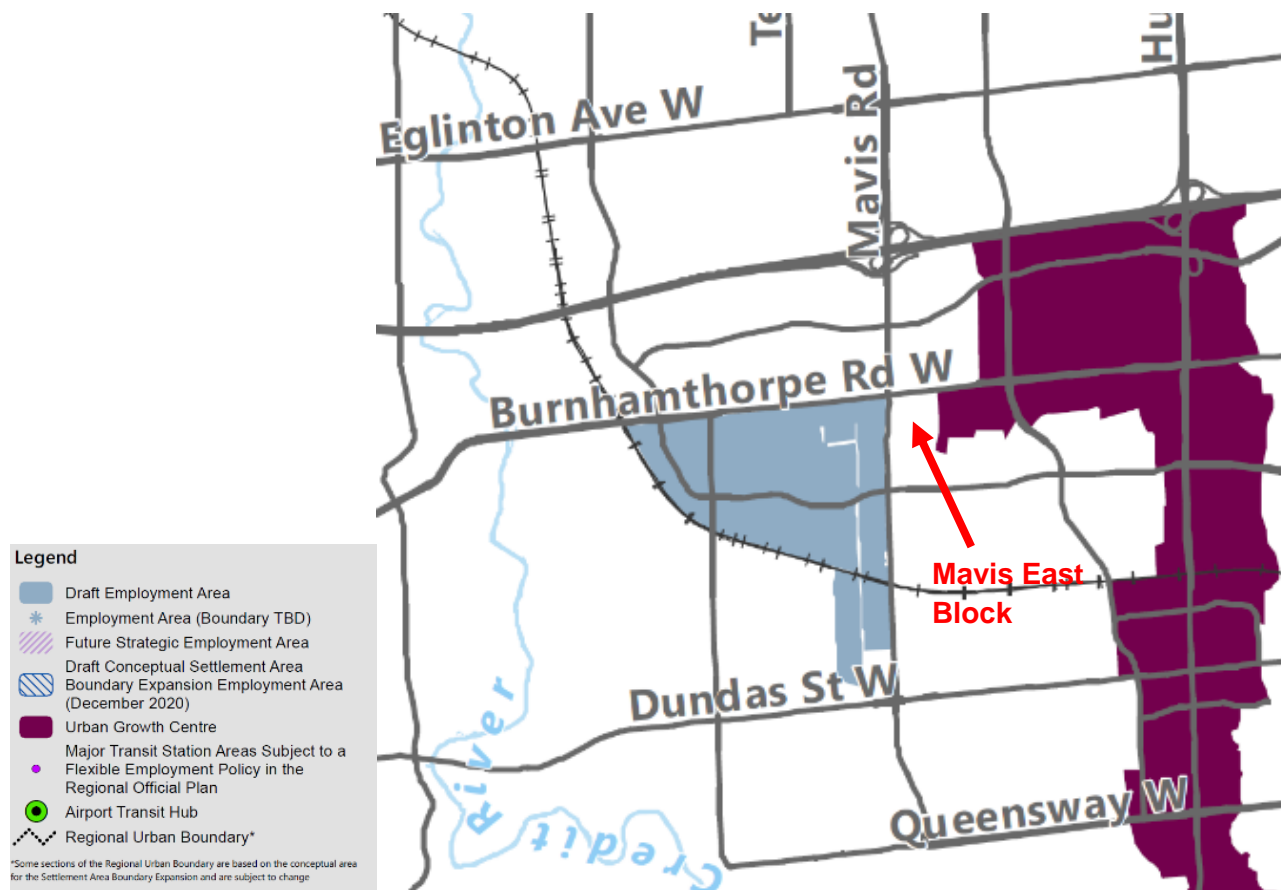 Te
Hu
Mavis Rd
Eglinton Ave W
Burnhamthorpe Rd W
Mavis East
Block
Dundas St W
Queensway W
Credit River
Legend
Draft Employment Area
Employment Area (Boundary TBD)
Future Strategic Employment Area
Draft Conceptual Settlement Area
Boundary Expansion Employment Area
(December 2020)
Urban Growth Centre
Major Transit Station Areas Subject to a
Flexible Employment Policy in the
Regional Official Plan
Airport Transit Hub
Regional Urban Boundary*
*Some sections of the Regional Urban Boundary are based on the conceptual area
for the Settlement Area Boundary Expansion and are subject to change